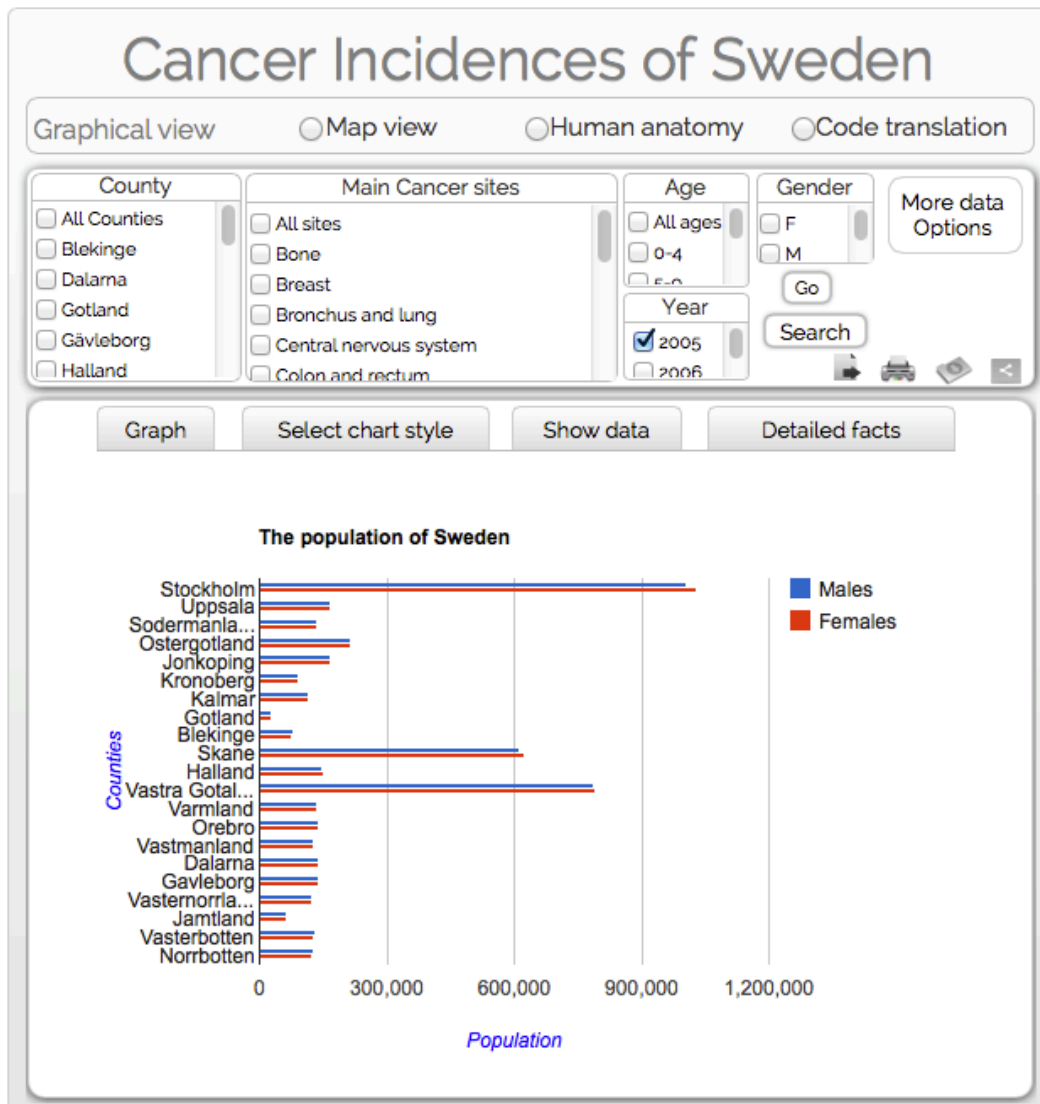 Cancer Incidences of Sweden
Graphical view Map view Human anatomy Code translation
County
All Counties
Blekinge
Dalarna
Gotland
Gävleborg
Halland
Main Cancer sites
All sites
Bone
Breast
Bronchus and lung
Central nervous system
Colon and rectum
Age
All ages
0-4
5-9
Year
2005
2006
Gender
F
M
Go
Search
More data
Options
Graph Select chart style Show data Detailed facts
The population of Sweden
Stockholm
Uppsala
Sodermanla...
Ostergotland
Jonkoping
Kronoberg
Kalmar
Gotland
Blekinge
Skane
Halland
Vastra Gotal...
Varmland
Orebro
Vastmanland
Dalarna
Gavleborg
Vasternorrla...
Jamtland
Vasterbotten
Norrbotten
Counties
0 300,000 600,000 900,000 1,200,000
Population
Males
Females